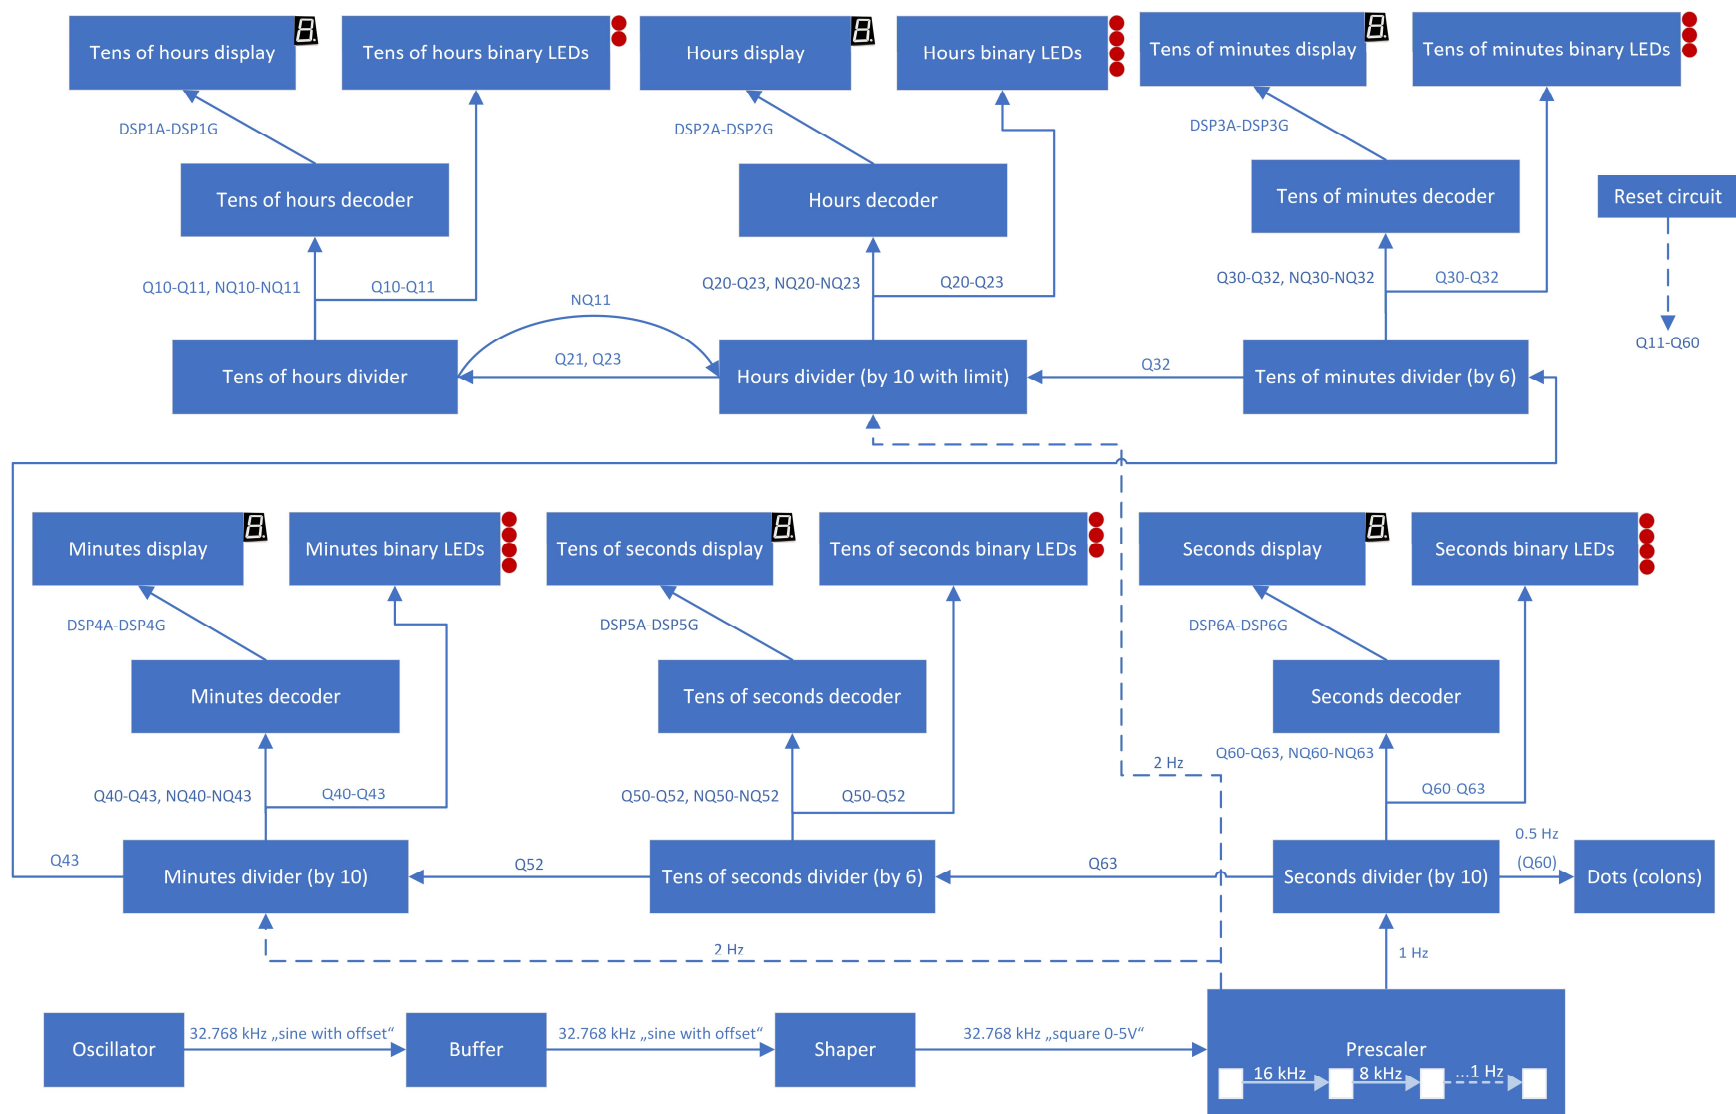 Tens of hours display
Tens of hours binary LEDs
Hours display
Hours binary LEDs
Tens of minutes display
Tens of minutes binary LEDs
DSP1A-DSP1G
DSP2A-DSP2G
DSP3A-DSP3G
Tens of hours decoder
Hours decoder
Tens of minutes decoder
Reset circuit
Q10-Q11, NQ10-NQ11
Q10-Q11
Q20-Q23, NQ20-NQ23
Q20-Q23
Q30-Q32, NQ30-NQ32
Q30-Q32
NQ11
Q11-Q60
Tens of hours divider
Q21, Q23
Hours divider (by 10 with limit)
Q32
Tens of minutes divider (by 6)
Minutes display
Minutes binary LEDs
Tens of seconds display
Tens of seconds binary LEDs
Seconds display
Seconds binary LEDs
DSP4A-DSP4G
DSP5A-DSP5G
DSP6A-DSP6G
Minutes decoder
Tens of seconds decoder
Seconds decoder
2 Hz
Q40-Q43, NQ40-NQ43
Q40-Q43
Q50-Q52, NQ50-NQ52
Q50-Q52
Q60-Q63, NQ60-NQ63
Q60-Q63
Q43
Minutes divider (by 10)
Q52
Tens of seconds divider (by 6)
Q63
Seconds divider (by 10)
0.5 Hz
(Q60)
Dots (colons)
2 Hz
1 Hz
Oscillator
32.768 kHz „sine with offset“
Buffer
32.768 kHz „sine with offset“
Shaper
32.768 kHz „square 0-5V“
Prescaler
16 kHz
8 kHz
...1 Hz